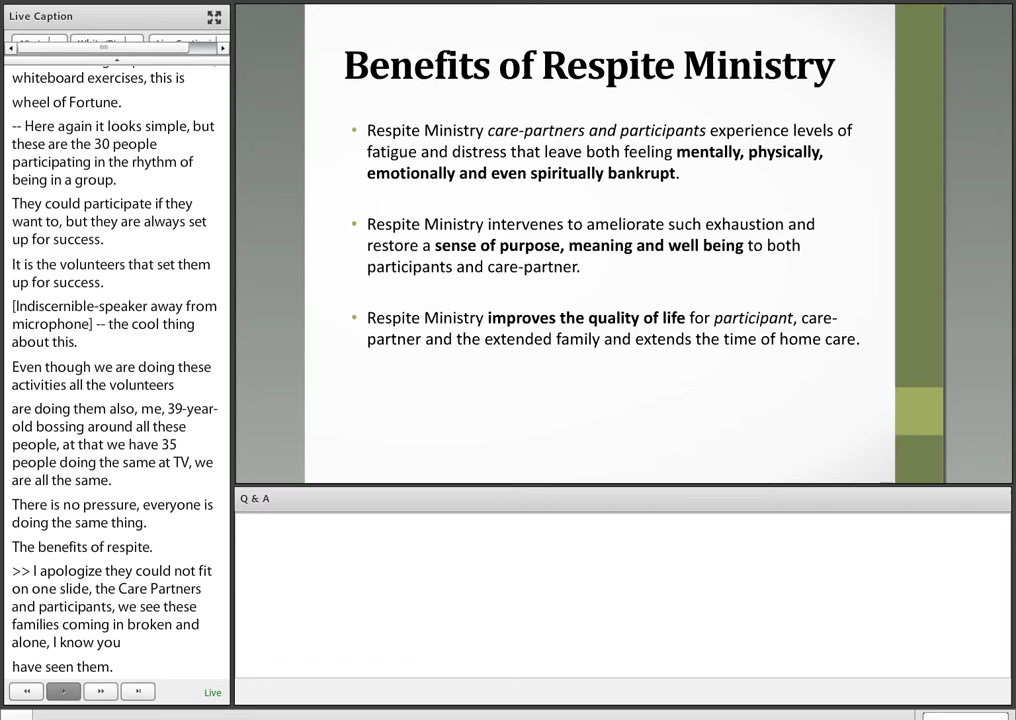 Live Caption
whiteboard exercises, this is
wheel of Fortune.
-- Here again it looks simple, but
these are the 30 people
participating in the rhythm of
being in a group.
They could participate if they
want to, but they are always set
up for success.
It is the volunteers that set them
up for success.
[Indiscernible-speaker away from
microphone] -- the cool thing
about this.
Even though we are doing these
activities all the volunteers
are doing them also, me, 39-year-
old bossing around all these
people, at that we have 35
people doing the same at TV, we
are all the same.
There is no pressure, everyone is
doing the same thing.
The benefits of respite.
>> I apologize they could not fit
on one slide, the Care Partners
and participants, we see these
families coming in broken and
alone, I know you
have seen them.
Live
Benefits of Respite Ministry
• Respite Ministry care-partners and participants experience levels of
fatigue and distress that leave both feeling mentally, physically,
emotionally and even spiritually bankrupt.
• Respite Ministry intervenes to ameliorate such exhaustion and
restore a sense of purpose, meaning and well being to both
participants and care-partner.
• Respite Ministry improves the quality of life for participant, care-
partner and the extended family and extends the time of home care.
Q & A